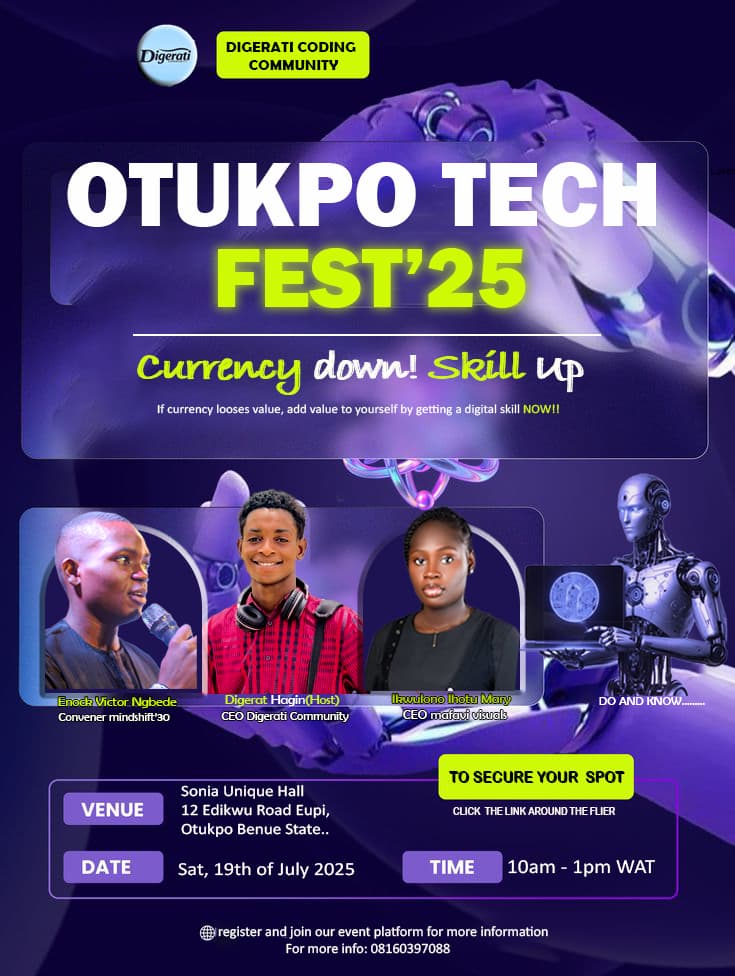 Digerati
DIGERATI CODING
COMMUNITY
OTUKPO TECH
FEST'25
Currency down! Skill Up
If currency looses value, add value to yourself by getting a digital skill NOW!!
Enock Victor Ngbede
Convener mindshift'30
Digerat Hagin(Host)
CEO Digerati Community
Ikwulono Ihotu Mary
CEO mafavi visuals
DO AND KNOW.........
TO SECURE YOUR SPOT
CLICK THE LINK AROUND THE FLIER
VENUE
Sonia Unique Hall
12 Edikwu Road Eupi,
Otukpo Benue State..
DATE
Sat, 19th of July 2025
TIME
10am - 1pm WAT
register and join our event platform for more information
For more info: 08160397088